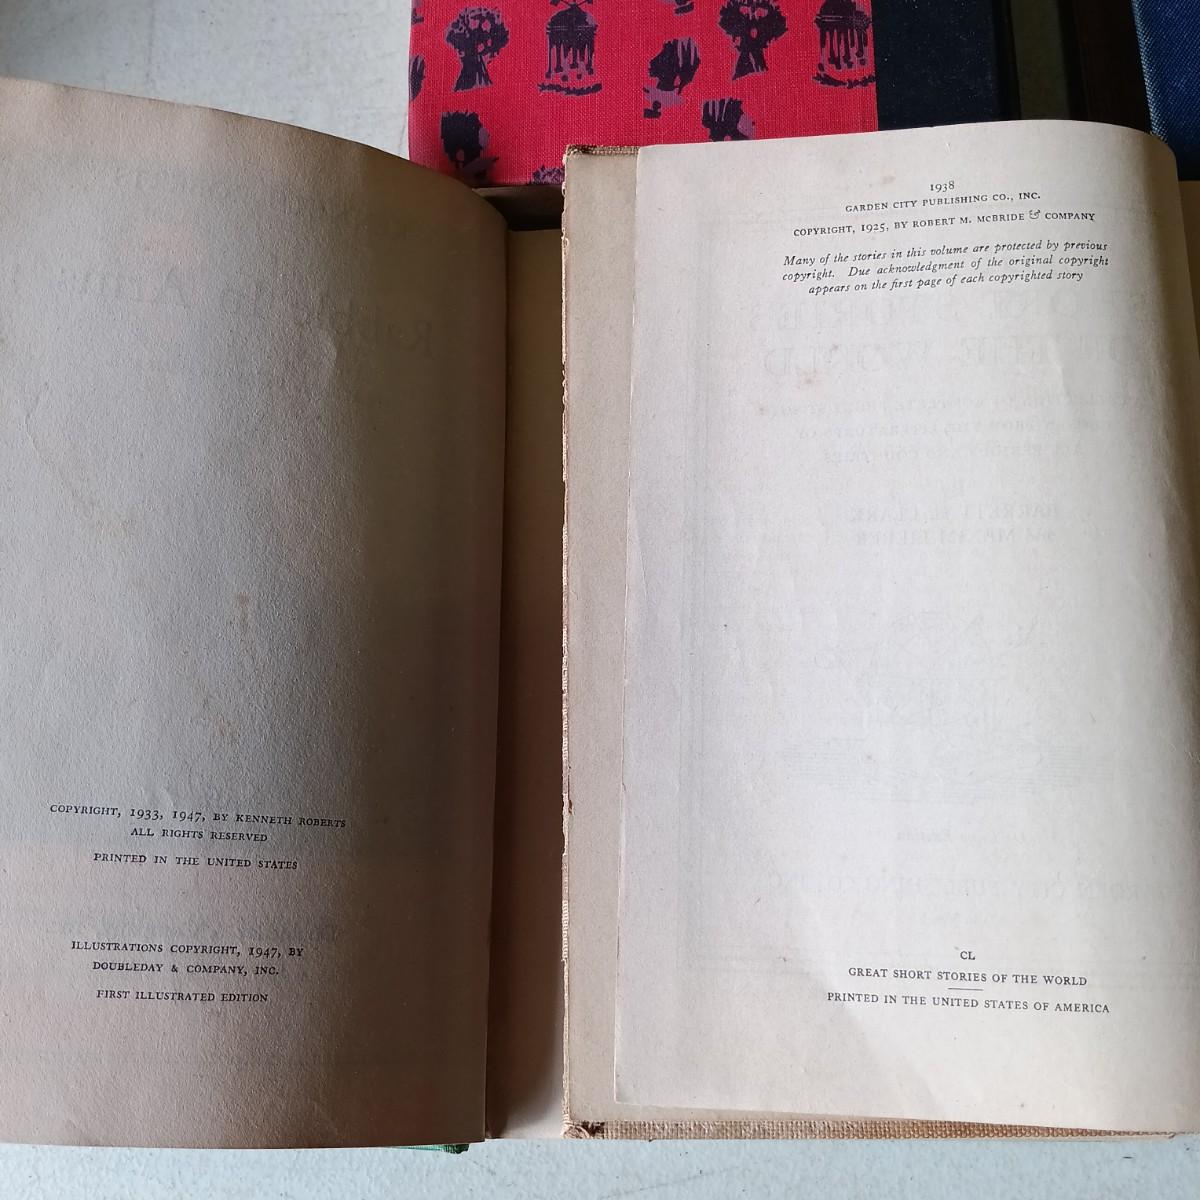 COPYRIGHT, 1933, 1947, BY KENNETH ROBERTS
ALL RIGHTS RESERVED
PRINTED IN THE UNITED STATES
ILLUSTRATIONS COPYRIGHT, 1947, BY
DOUBLEDAY & COMPANY, INC.
FIRST ILLUSTRATED EDITION
1938
GARDEN CITY PUBLISHING CO., INC.
COPYRIGHT, 1925, BY ROBERT M. MCBRIDE & COMPANY
Many of the stories in this volume are protected by previous
copyright. Due acknowledgment of the original copyright
appears on the first page of each copyrighted story
CL
GREAT SHORT STORIES OF THE WORLD
PRINTED IN THE UNITED STATES OF AMERICA